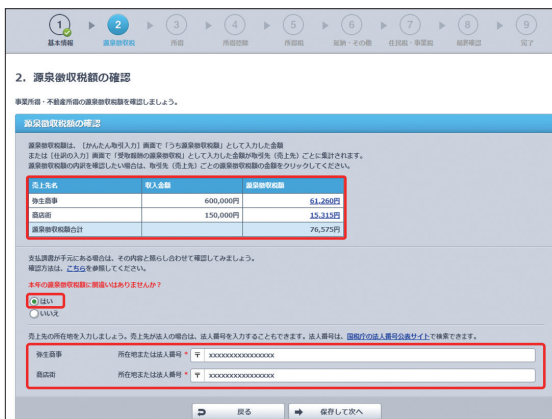 1 2 3 4 5 6 7 8 9
基本情報 源泉徴収税 所得 所得控除 所得税 延納・その他 住民税・事業税 最終確認 完了
2. 源泉徴収税額の確認
事業所得・不動産所得の源泉徴収税額を確認しましょう。
源泉徴収税額の確認
源泉徴収税額は、[かんたん取引入力] 画面で「うち源泉徴収税額」として入力した金額
または [仕訳の入力] 画面で「受取報酬の源泉徴収税」として入力した金額が取引先（売上先）ごとに集計されます。
源泉徴収税額の内訳を確認したい場合は、取引先（売上先）ごとの源泉徴収税額の金額をクリックしてください。
売上先名 収入金額 源泉徴収税額
弥生商事 600,000円 61,260円
商店街 150,000円 15,315円
源泉徴収税額合計 76,575円
支払調書が手元にある場合は、その内容と照らし合わせて確認してみましょう。
確認方法は、こちらを参照してください。
本年の源泉徴収税額に間違いはありませんか？
はい
いいえ
売上先の所在地を入力しましょう。売上先が法人の場合は、法人番号を入力することもできます。法人番号は、国税庁の法人番号公表サイトで検索できます。
弥生商事 所在地または法人番号 * 〒 xxxxxxxxxxxxxxxx
商店街 所在地または法人番号 * 〒 xxxxxxxxxxxxxxxx
戻る 保存して次へ